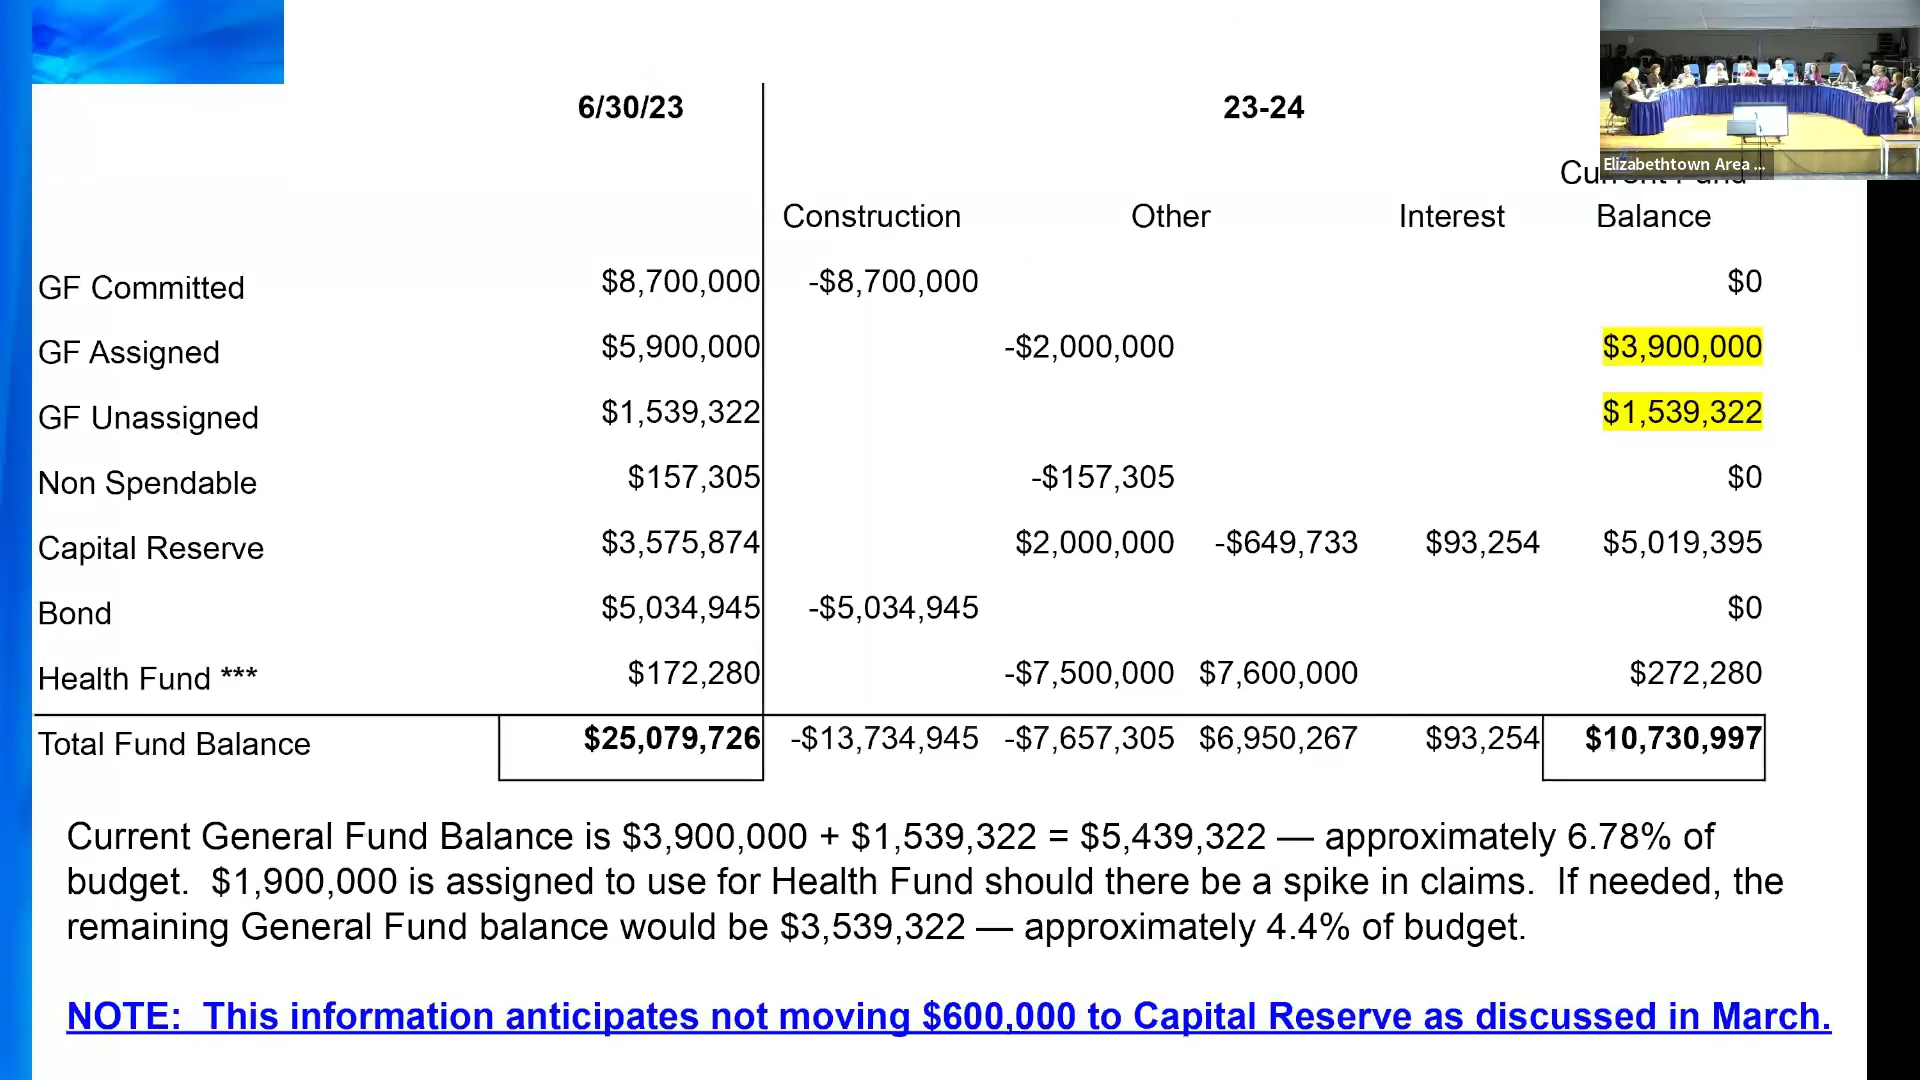 6/30/23 23-24
Elizabethtown Area ...
Construction Other Interest Balance
GF Committed $8,700,000 -$8,700,000 $0
GF Assigned $5,900,000 -$2,000,000 $3,900,000
GF Unassigned $1,539,322 $1,539,322
Non Spendable $157,305 -$157,305 $0
Capital Reserve $3,575,874 $2,000,000 -$649,733 $93,254 $5,019,395
Bond $5,034,945 -$5,034,945 $0
Health Fund *** $172,280 -$7,500,000 $7,600,000 $272,280
Total Fund Balance $25,079,726 -$13,734,945 -$7,657,305 $6,950,267 $93,254 $10,730,997
Current General Fund Balance is $3,900,000 + $1,539,322 = $5,439,322 — approximately 6.78% of
budget. $1,900,000 is assigned to use for Health Fund should there be a spike in claims. If needed, the
remaining General Fund balance would be $3,539,322 — approximately 4.4% of budget.
NOTE: This information anticipates not moving $600,000 to Capital Reserve as discussed in March.